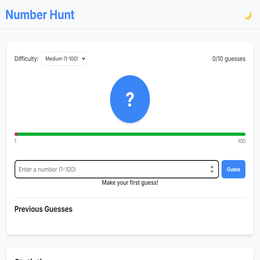 Number Hunt
Difficulty: Medium (1-100) 0/10 guesses
?
1 100
Enter a number (1-100) Guess
Make your first guess!
Previous Guesses